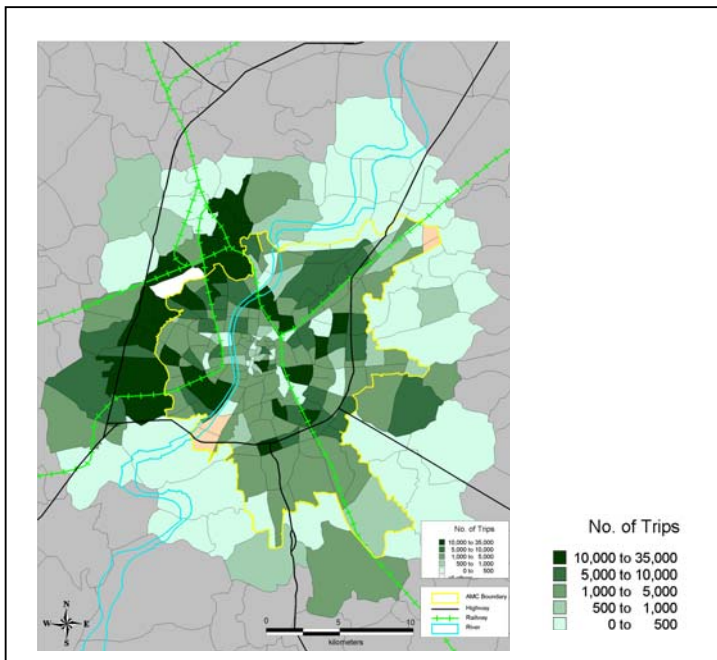 No. of Trips
10,000 to 35,000
5,000 to 10,000
1,000 to 5,000
500 to 1,000
0 to 500
AMC Boundary
Highway
Railway
River
N
W E
S
0 5 10
kilometers
No. of Trips
10,000 to 35,000
5,000 to 10,000
1,000 to 5,000
500 to 1,000
0 to 500